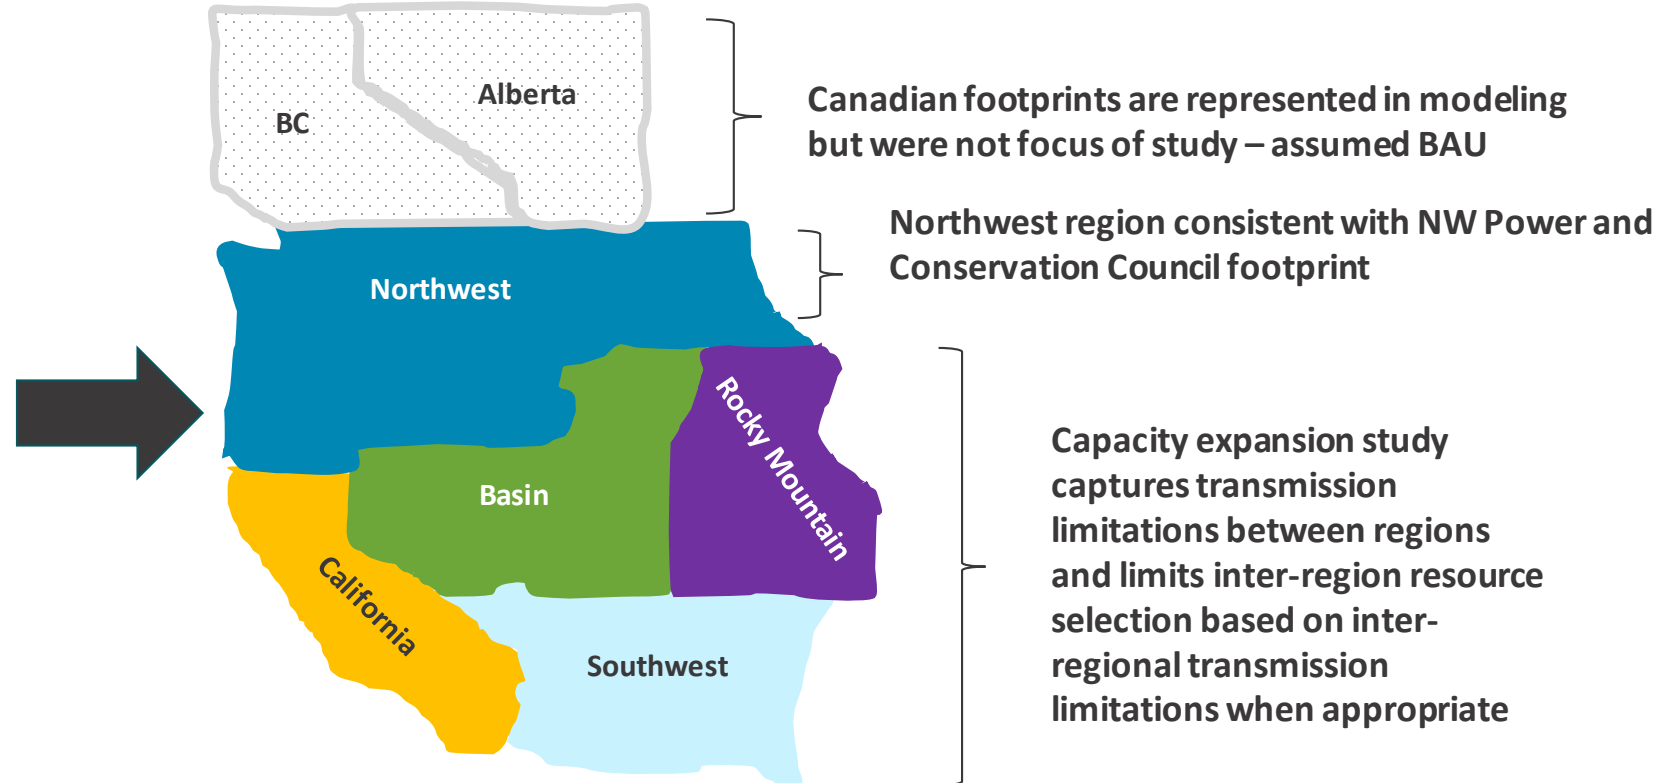 BC
Alberta
Canadian footprints are represented in modeling
but were not focus of study – assumed BAU
Northwest region consistent with NW Power and
Conservation Council footprint
Northwest
Rocky Mountain
Basin
California
Southwest
Capacity expansion study
captures transmission
limitations between regions
and limits inter-region resource
selection based on inter-
regional transmission
limitations when appropriate